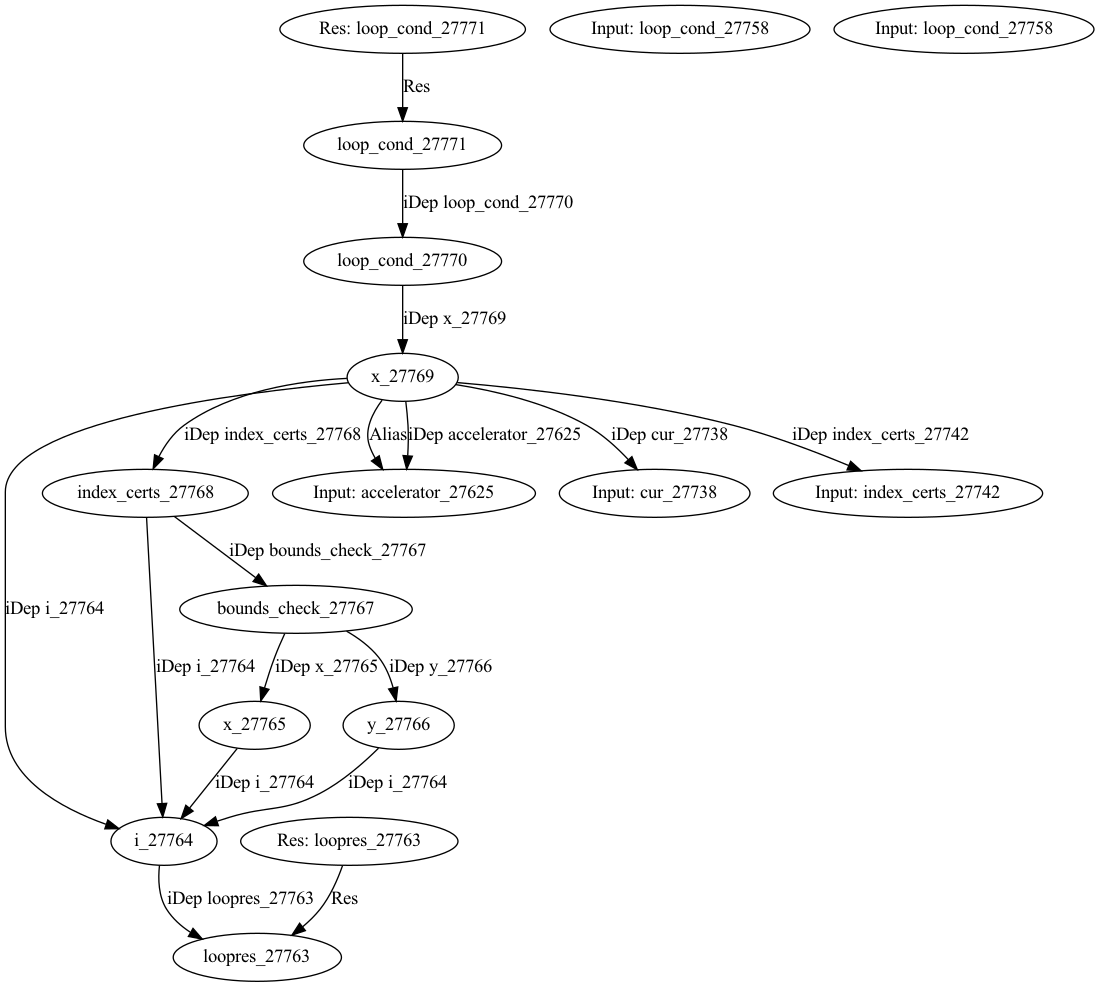 Res: loop_cond_27771
Input: loop_cond_27758
Input: loop_cond_27758
Res
loop_cond_27771
iDep loop_cond_27770
loop_cond_27770
iDep x_27769
x_27769
iDep index_certs_27768
Alias
iDep accelerator_27625
iDep cur_27738
iDep index_certs_27742
index_certs_27768
Input: accelerator_27625
Input: cur_27738
Input: index_certs_27742
iDep bounds_check_27767
iDep i_27764
bounds_check_27767
iDep i_27764
iDep x_27765
iDep y_27766
x_27765
y_27766
iDep i_27764
iDep i_27764
i_27764
Res: loopres_27763
iDep loopres_27763
Res
loopres_27763